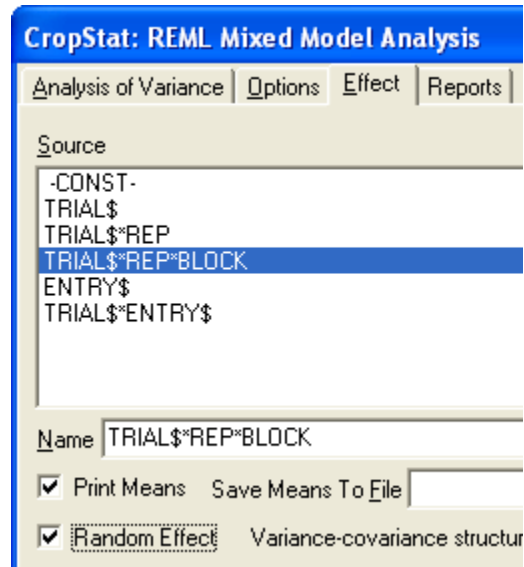 CropStat: REML Mixed Model Analysis
Analysis of Variance Options Effect Reports
Source
-CONST-
TRIAL$
TRIAL$*REP
TRIAL$*REP*BLOCK
ENTRY$
TRIAL$*ENTRY$
Name TRIAL$*REP*BLOCK
Print Means Save Means To File
Random Effect Variance-covariance structur